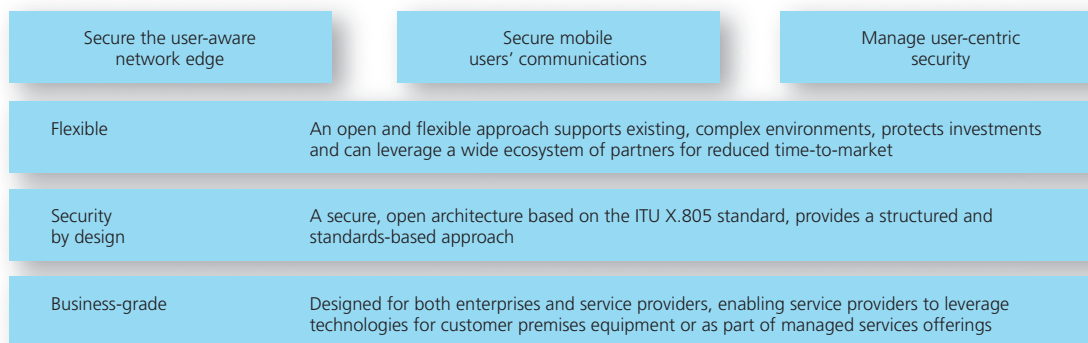 Secure the user-aware
network edge
Secure mobile
users' communications
Manage user-centric
security
Flexible
An open and flexible approach supports existing, complex environments, protects investments
and can leverage a wide ecosystem of partners for reduced time-to-market
Security
by design
A secure, open architecture based on the ITU X.805 standard, provides a structured and
standards-based approach
Business-grade
Designed for both enterprises and service providers, enabling service providers to leverage
technologies for customer premises equipment or as part of managed services offerings